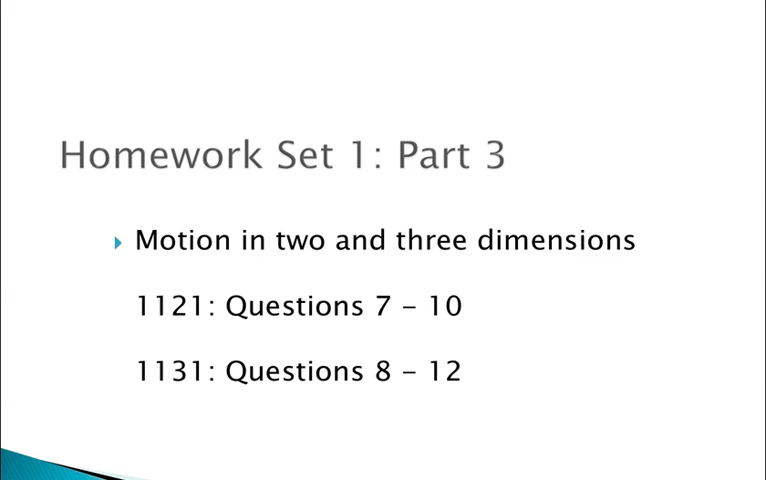 Homework Set 1: Part 3
Motion in two and three dimensions
1121: Questions 7 – 10
1131: Questions 8 – 12